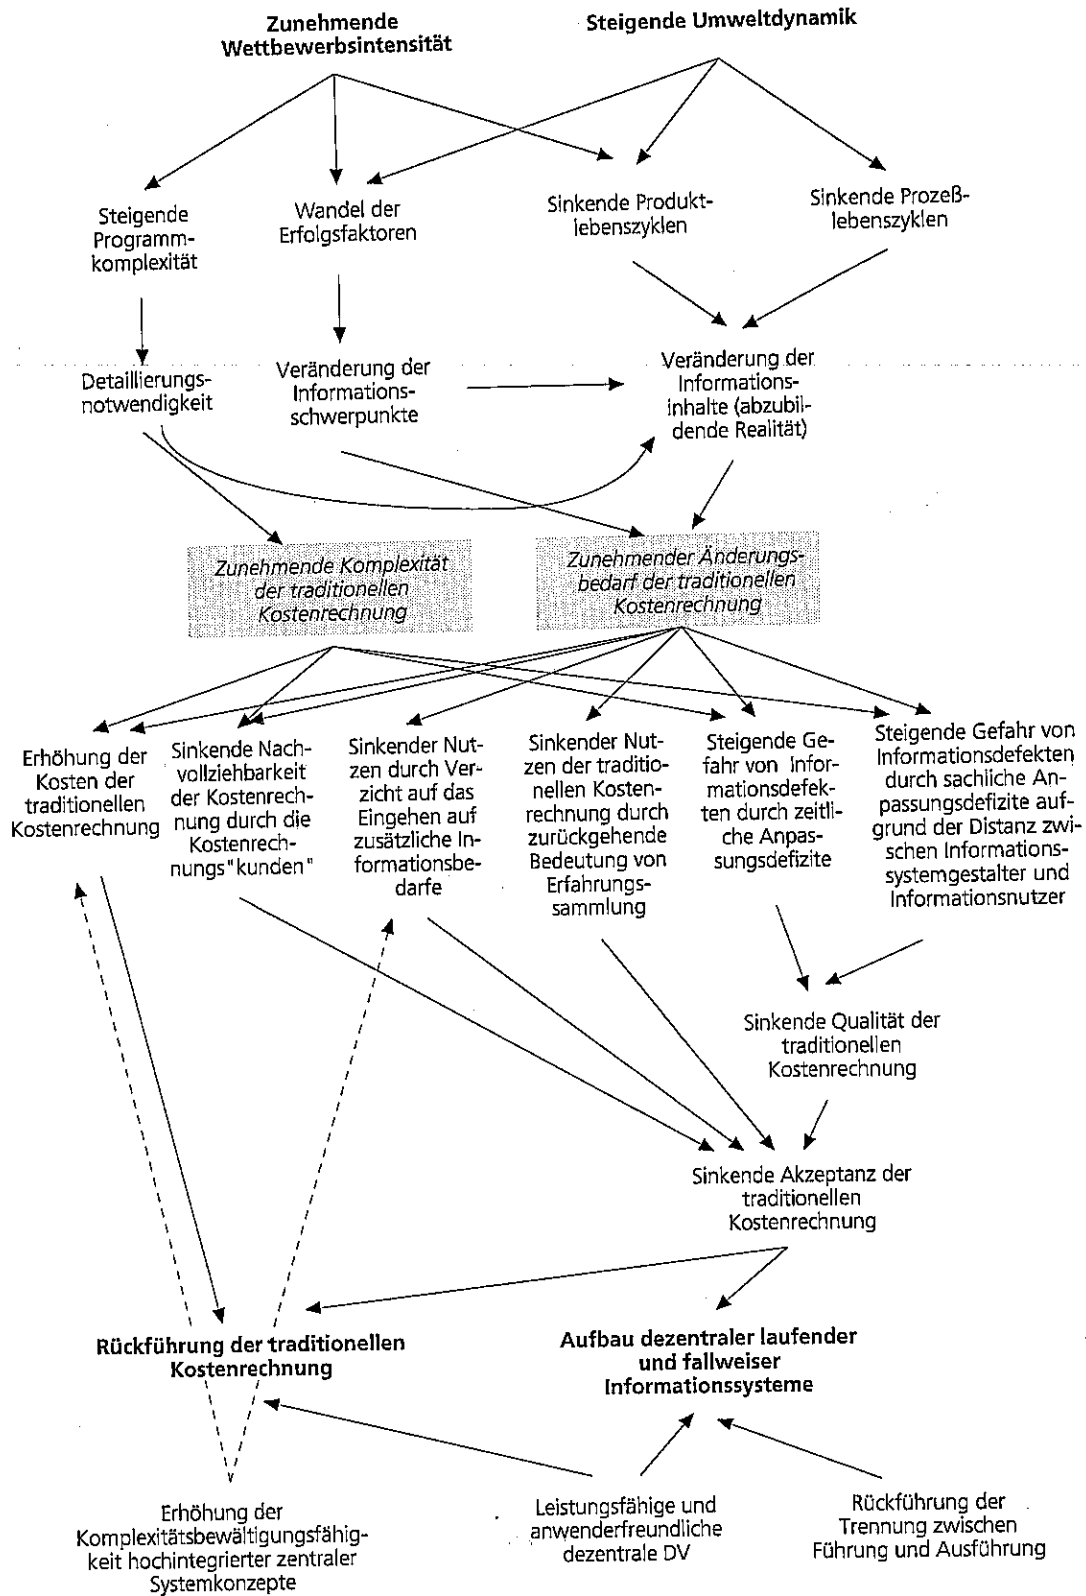 Zunehmende
Wettbewerbsintensität
Steigende Umweltdynamik
Steigende
Programm-
komplexität
Wandel der
Erfolgsfaktoren
Sinkende Produkt-
lebenszyklen
Sinkende Prozeß-
lebenszyklen
Detaillierungs-
notwendigkeit
Veränderung der
Informations-
schwerpunkte
Veränderung der
Informations-
inhalte (abzubil-
dende Realität)
Zunehmende Komplexität
der traditionellen
Kostenrechnung
Zunehmender Änderungs-
bedarf der traditionellen
Kostenrechnung
Erhöhung der
Kosten der
traditionellen
Kostenrechnung
Sinkende Nach-
vollziehbarkeit
der Kostenrech-
nung durch die
Kostenrech-
nungs"kunden"
Sinkender Nut-
zen durch Ver-
zicht auf das
Eingehen auf
zusätzliche In-
formationsbe-
darfe
Sinkender Nut-
zen der traditio-
nellen Kosten-
rechnung durch
zurückgehende
Bedeutung von
Erfahrungs-
sammlung
Steigende Ge-
fahr von Infor-
mationsdefek-
ten durch zeitli-
che Anpas-
sungsdefizite
Steigende Gefahr von
Informationsdefekten
durch sachliche An-
passungsdefizite auf-
grund der Distanz zwi-
schen Informations-
systemgestalter und
Informationsnutzer
Sinkende Qualität der
traditionellen
Kostenrechnung
Sinkende Akzeptanz der
traditionellen
Kostenrechnung
Rückführung der traditionellen
Kostenrechnung
Aufbau dezentraler laufender
und fallweiser
Informationssysteme
Erhöhung der
Komplexitätsbewältigungsfähig-
keit hochintegrierter zentraler
Systemkonzepte
Leistungsfähige und
anwenderfreundliche
dezentrale DV
Rückführung der
Trennung zwischen
Führung und Ausführung